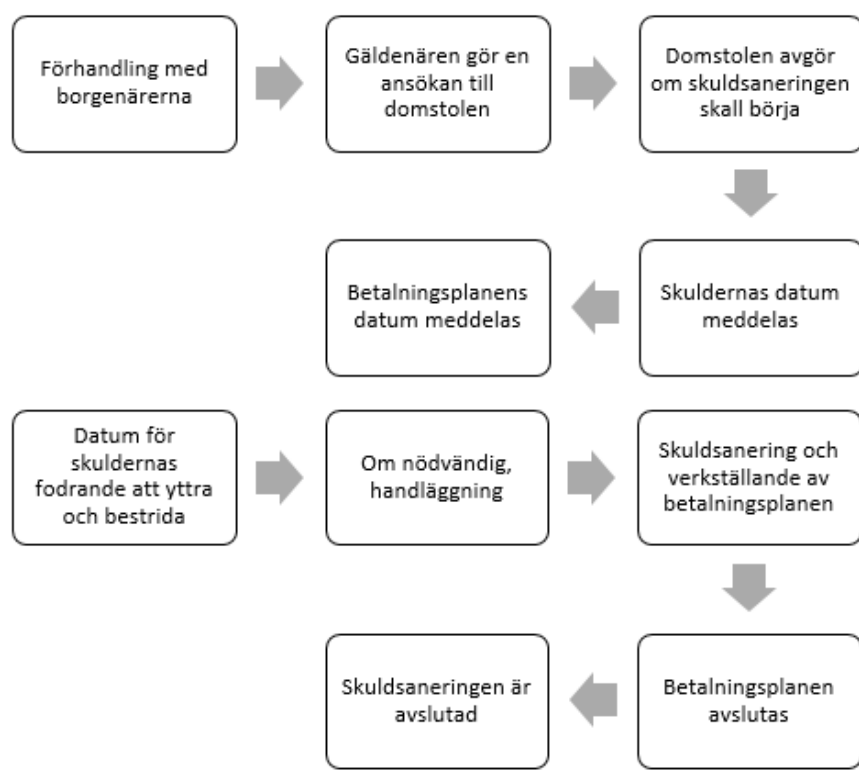 Förhandling med
borgenärerna
Gäldenären gör en
ansökan till
domstolen
Domstolen avgör
om skuldsaneringen
skall börja
Skuldernas datum
meddelas
Betalningsplanens
datum meddelas
Datum för
skuldernas
fodrande att yttra
och bestrida
Om nödvändig,
handläggning
Skuldsanering och
verkställande av
betalningsplanen
Betalningsplanen
avslutas
Skuldsaneringen är
avslutad